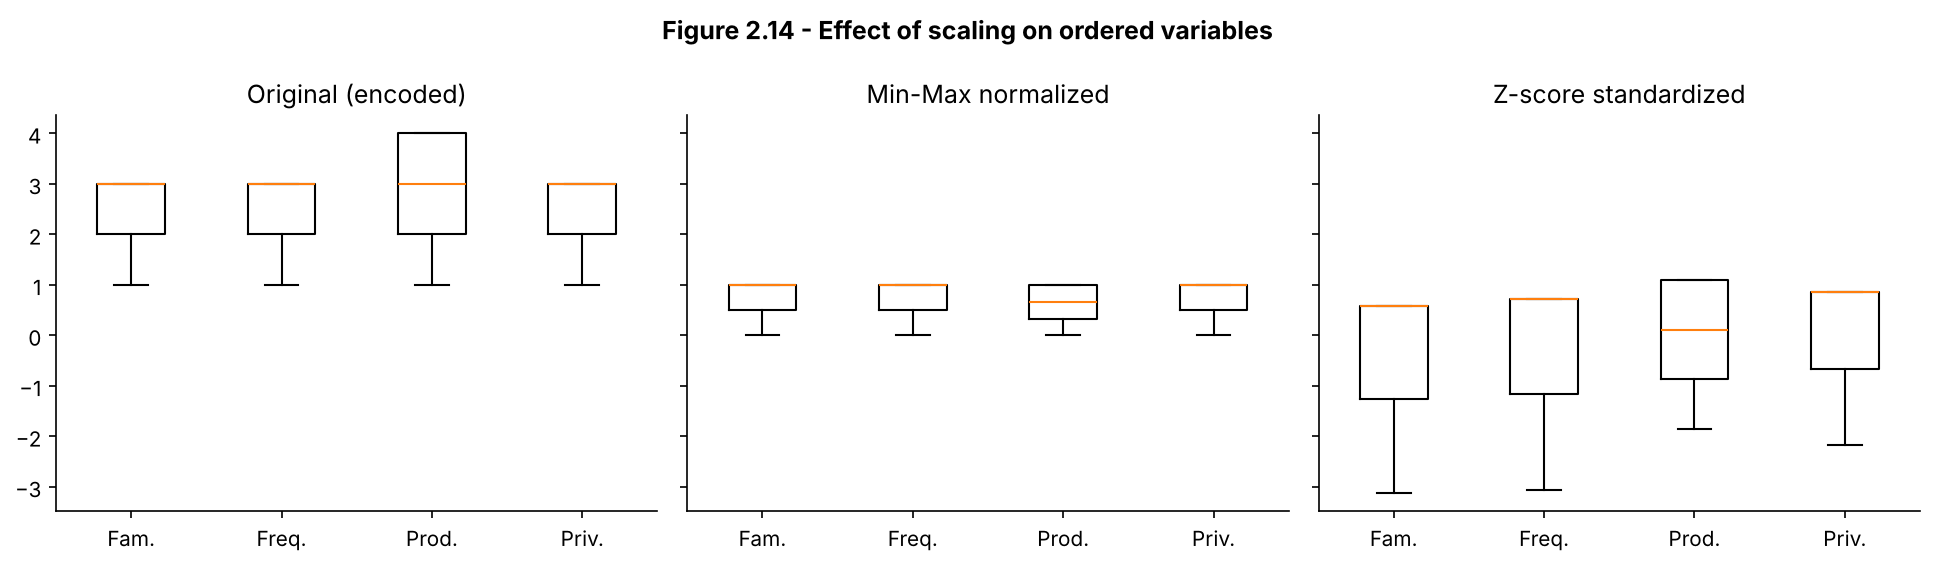 Figure 2.14 - Effect of scaling on ordered variables
Original (encoded)
Min-Max normalized
Z-score standardized
4
3
2
1
0
−1
−2
−3
Fam. Freq. Prod. Priv.
Fam. Freq. Prod. Priv.
Fam. Freq. Prod. Priv.